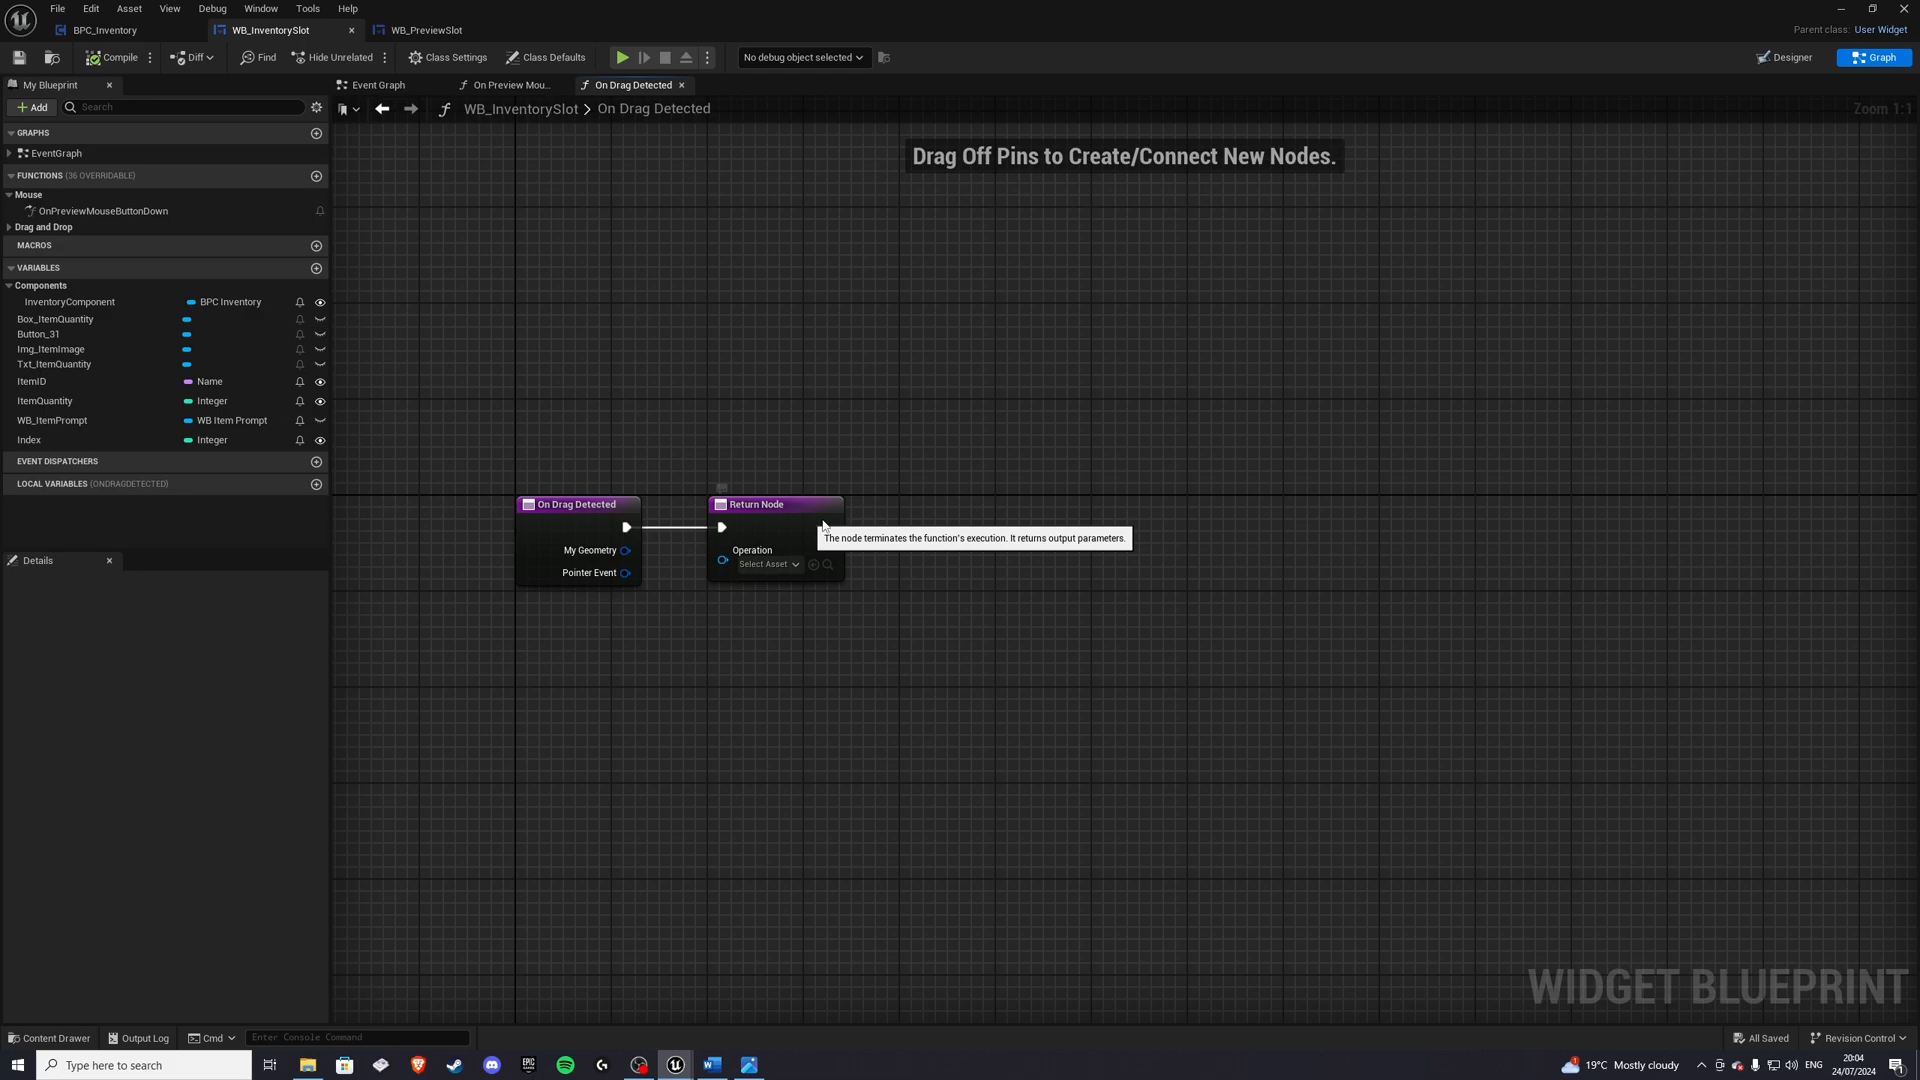 File Edit Asset View Debug Window Tools Help
BPC_Inventory WB_InventorySlot WB_PreviewSlot
Parent class: User Widget
Compile Diff Find Hide Unrelated Class Settings Class Defaults No debug object selected Designer Graph
My Blueprint Event Graph On Preview Mou... On Drag Detected
Add Search WB_InventorySlot > On Drag Detected Zoom 1:1
GRAPHS
EventGraph
FUNCTIONS (36 OVERRIDABLE)
Mouse
OnPreviewMouseButtonDown
Drag and Drop
MACROS
VARIABLES
Components
InventoryComponent BPC Inventory
Box_ItemQuantity
Button_31
Img_ItemImage
Txt_ItemQuantity
ItemID Name
ItemQuantity Integer
WB_ItemPrompt WB Item Prompt
Index Integer
EVENT DISPATCHERS
LOCAL VARIABLES (ONDRAGDETECTED)
Details
Drag Off Pins to Create/Connect New Nodes.
On Drag Detected
My Geometry
Pointer Event
Return Node
Operation
Select Asset
The node terminates the function's execution. It returns output parameters.
WIDGET BLUEPRINT
Content Drawer Output Log Cmd Enter Console Command All Saved Revision Control
Type here to search
EPIC GAMES
1 19°C Mostly cloudy ENG 20:04
24/07/2024 1